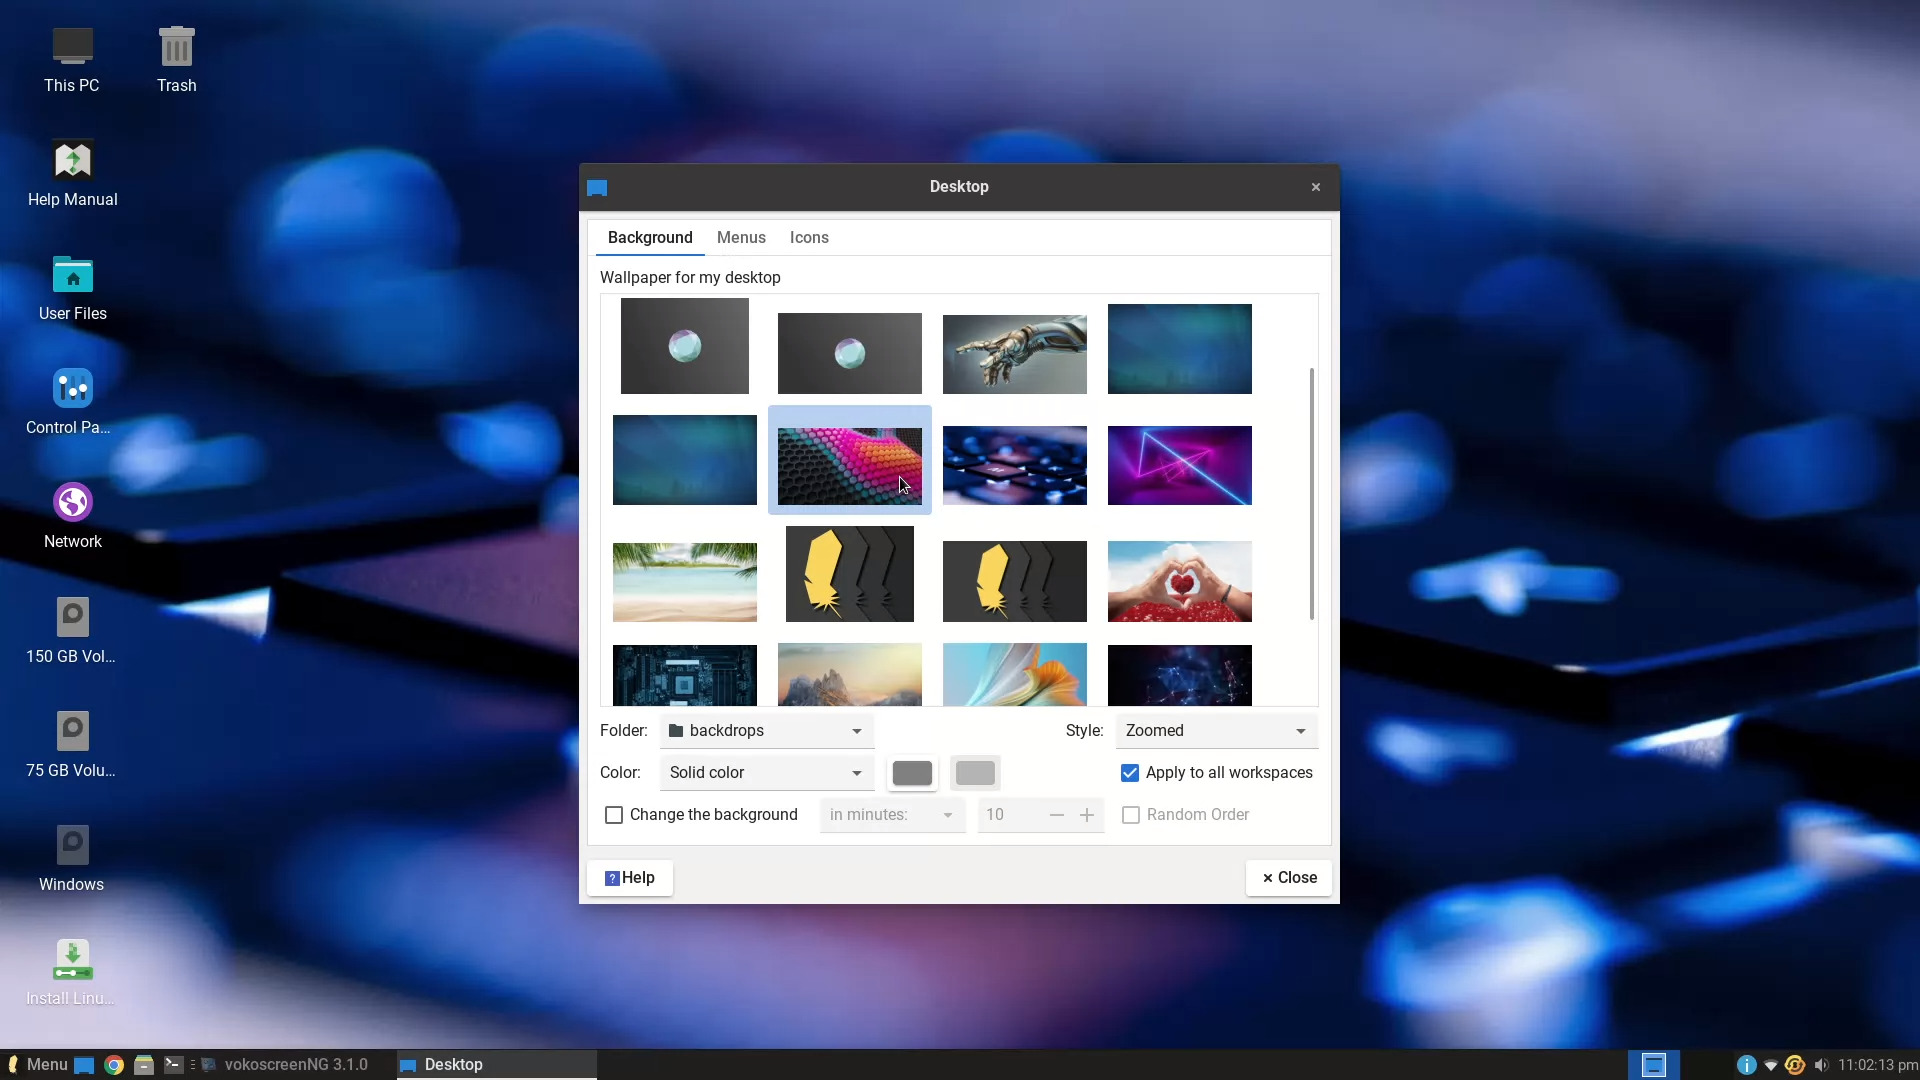 This PC
Trash
Help Manual
User Files
Control Pa...
Network
150 GB Vol...
75 GB Volu...
Windows
Install Linu...
Desktop
Background Menus Icons
Wallpaper for my desktop
Folder: backdrops Style: Zoomed
Color: Solid color Apply to all workspaces
Change the background in minutes: 10 Random Order
? Help × Close
Menu vokoscreenNG 3.1.0 Desktop 11:02:13 pm